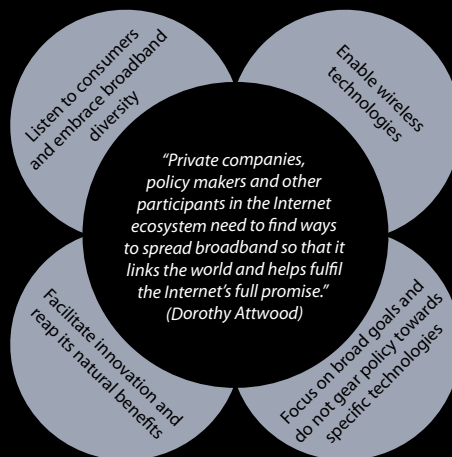 Listen to consumers
and embrace broadband
diversity
Enable wireless
technologies
“Private companies,
policy makers and other
participants in the Internet
ecosystem need to find ways
to spread broadband so that it
links the world and helps fulfil
the Internet’s full promise.”
(Dorothy Attwood)
Facilitate innovation and
reap its natural benefits
Focus on broad goals and
do not gear policy towards
specific technologies